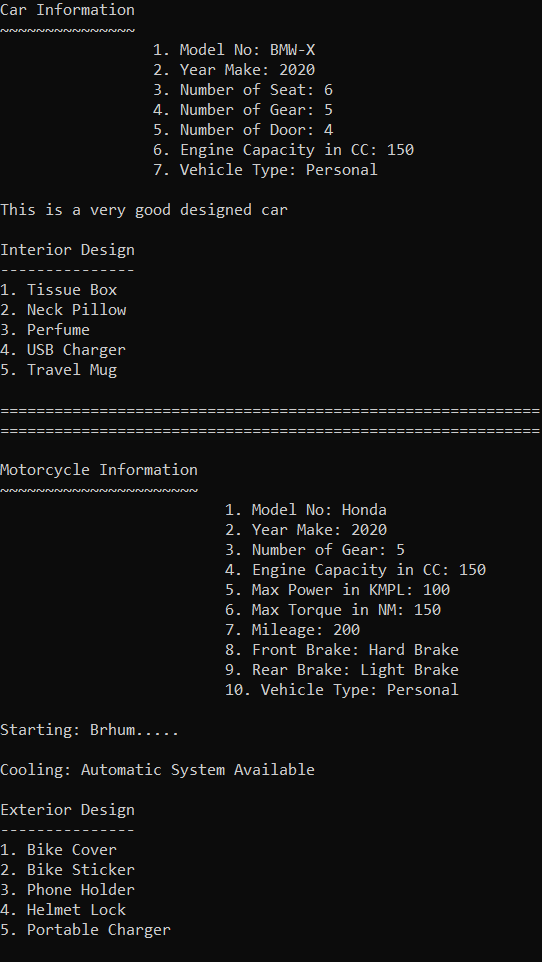 Car Information
~~~~~~~~~~~~~~~
1. Model No: BMW-X
2. Year Make: 2020
3. Number of Seat: 6
4. Number of Gear: 5
5. Number of Door: 4
6. Engine Capacity in CC: 150
7. Vehicle Type: Personal
This is a very good designed car
Interior Design
---------------
1. Tissue Box
2. Neck Pillow
3. Perfume
4. USB Charger
5. Travel Mug
============================================================
============================================================
Motorcycle Information
~~~~~~~~~~~~~~~~~~~~~~
1. Model No: Honda
2. Year Make: 2020
3. Number of Gear: 5
4. Engine Capacity in CC: 150
5. Max Power in KMPL: 100
6. Max Torque in NM: 150
7. Mileage: 200
8. Front Brake: Hard Brake
9. Rear Brake: Light Brake
10. Vehicle Type: Personal
Starting: Brhum.....
Cooling: Automatic System Available
Exterior Design
---------------
1. Bike Cover
2. Bike Sticker
3. Phone Holder
4. Helmet Lock
5. Portable Charger